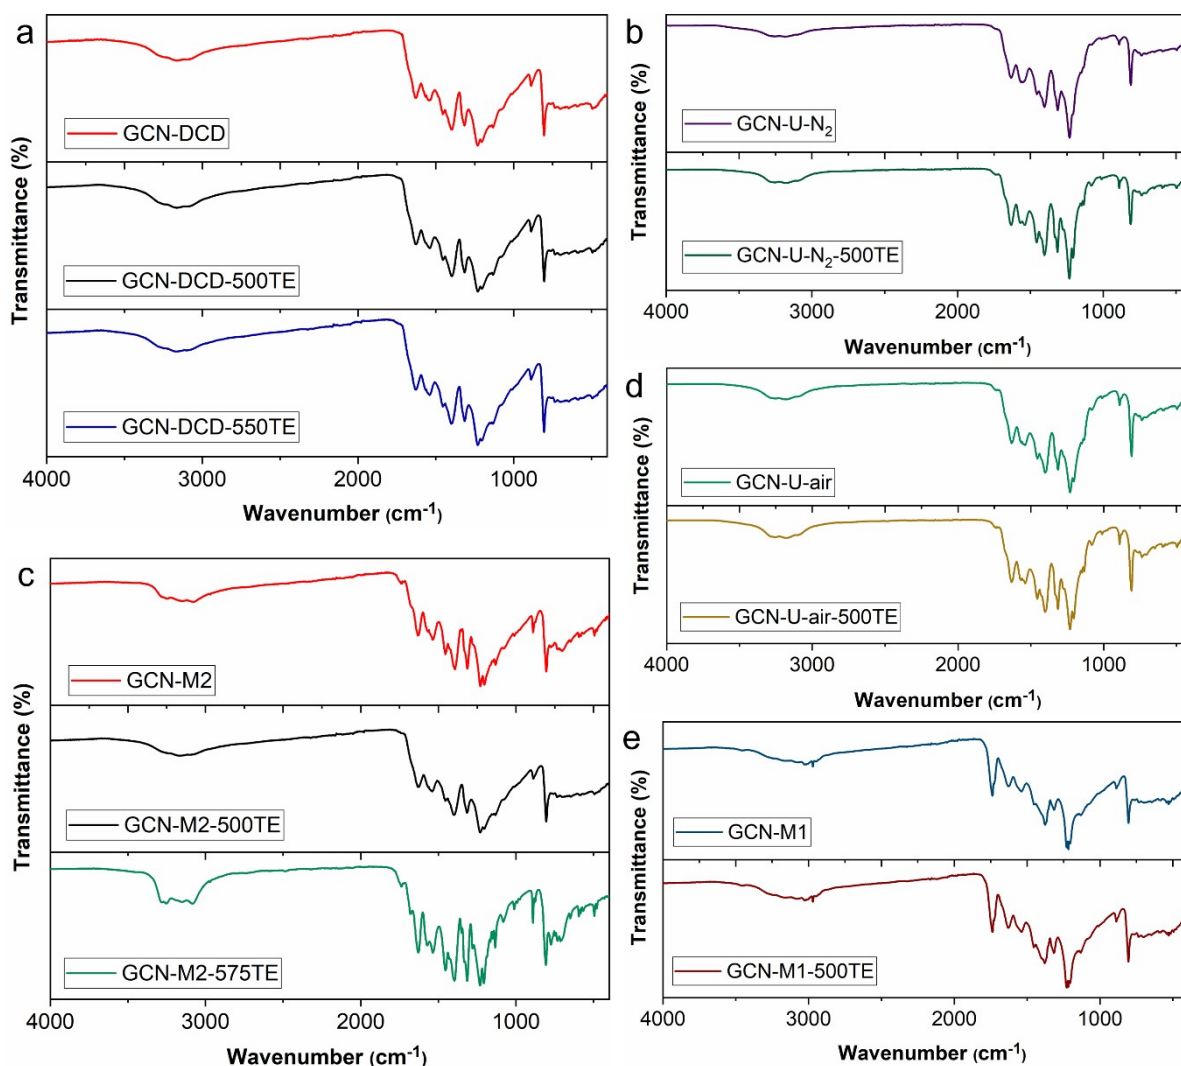 a
Transmittance (%)
GCN-DCD
GCN-DCD-500TE
GCN-DCD-550TE
4000 3000 2000 1000
Wavenumber (cm⁻¹)
b
Transmittance (%)
GCN-U-N₂
GCN-U-N₂-500TE
4000 3000 2000 1000
Wavenumber (cm⁻¹)
c
Transmittance (%)
GCN-M2
GCN-M2-500TE
GCN-M2-575TE
4000 3000 2000 1000
Wavenumber (cm⁻¹)
d
Transmittance (%)
GCN-U-air
GCN-U-air-500TE
4000 3000 2000 1000
Wavenumber (cm⁻¹)
e
Transmittance (%)
GCN-M1
GCN-M1-500TE
4000 3000 2000 1000
Wavenumber (cm⁻¹)